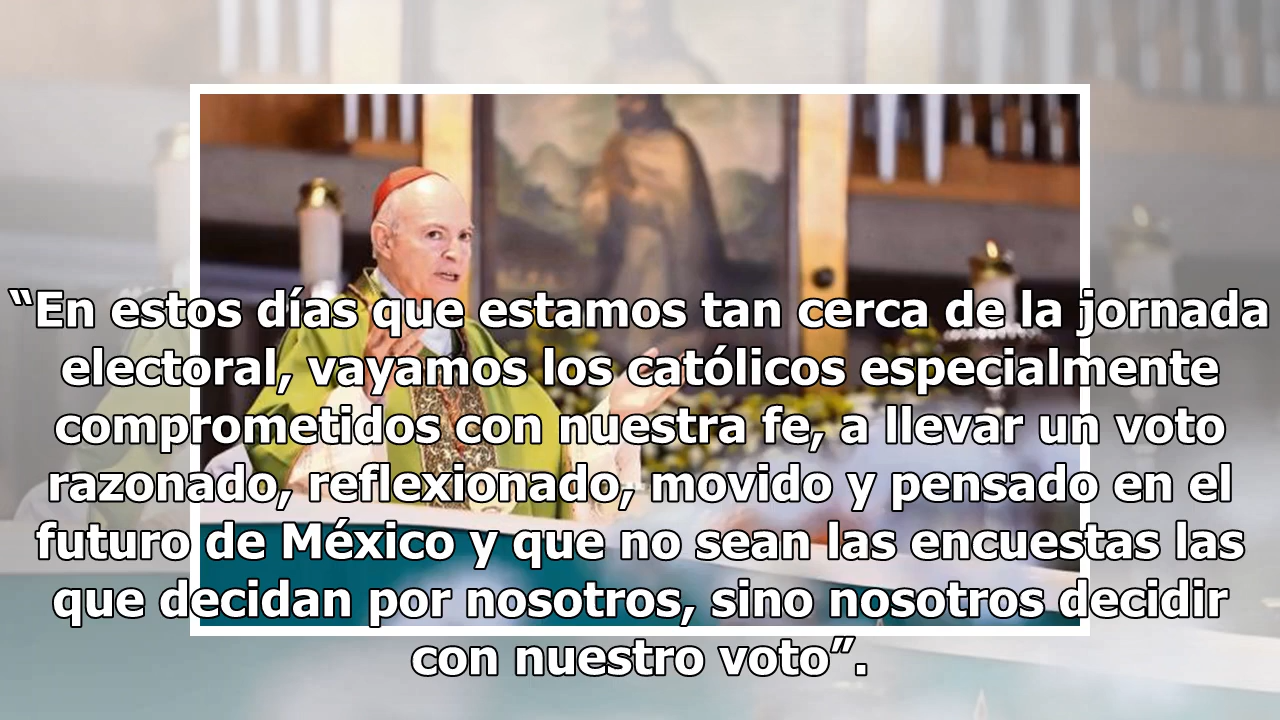 “En estos días que estamos tan cerca de la jornada
electoral, vayamos los católicos especialmente
comprometidos con nuestra fe, a llevar un voto
razonado, reflexionado, movido y pensado en el
futuro de México y que no sean las encuestas las
que decidan por nosotros, sino nosotros decidir
con nuestro voto”.